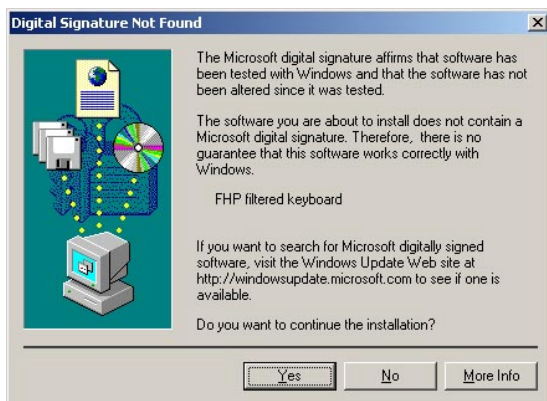 Digital Signature Not Found
The Microsoft digital signature affirms that software has
been tested with Windows and that the software has not
been altered since it was tested.
The software you are about to install does not contain a
Microsoft digital signature. Therefore, there is no
guarantee that this software works correctly with
Windows.
FHP filtered keyboard
If you want to search for Microsoft digitally signed
software, visit the Windows Update Web site at
http://windowsupdate.microsoft.com to see if one is
available.
Do you want to continue the installation?
Yes No More Info